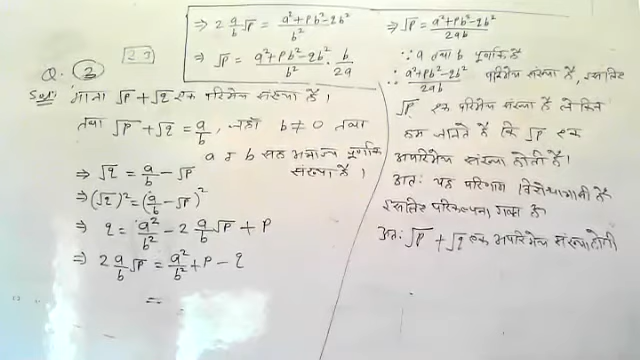 Q. 3
2.3
Solⁿ: माना √p + √q एक परिमेय संख्या है।
तथा √p + √q = a/b, जहाँ b ≠ 0 तथा
a व b सह अभाज्य पूर्णांक
संख्या है।
⇒ √q = a/b - √p
⇒ (√q)² = (a/b - √p)²
⇒ q = a²/b² - 2 a/b √p + p
⇒ 2 a/b √p = a²/b² + p - q
=
⇒ 2 a/b √p = a² + pb² - qb² / b²
⇒ √p = a² + pb² - qb² / b² · b/2a
⇒ √p = a² + pb² - qb² / 2ab
∵ a तथा b पूर्णांक है
∴ a² + pb² - qb² / 2ab परिमेय संख्या है, इसलिए
√p एक परिमेय संख्या है लेकिन
हम जानते है कि √p एक
अपरिमेय संख्या होती है।
अतः यह परिणाम विरोधाभासी है
इसलिए परिकल्पना गलत है
अतः √p + √q एक अपरिमेय संख्या होती